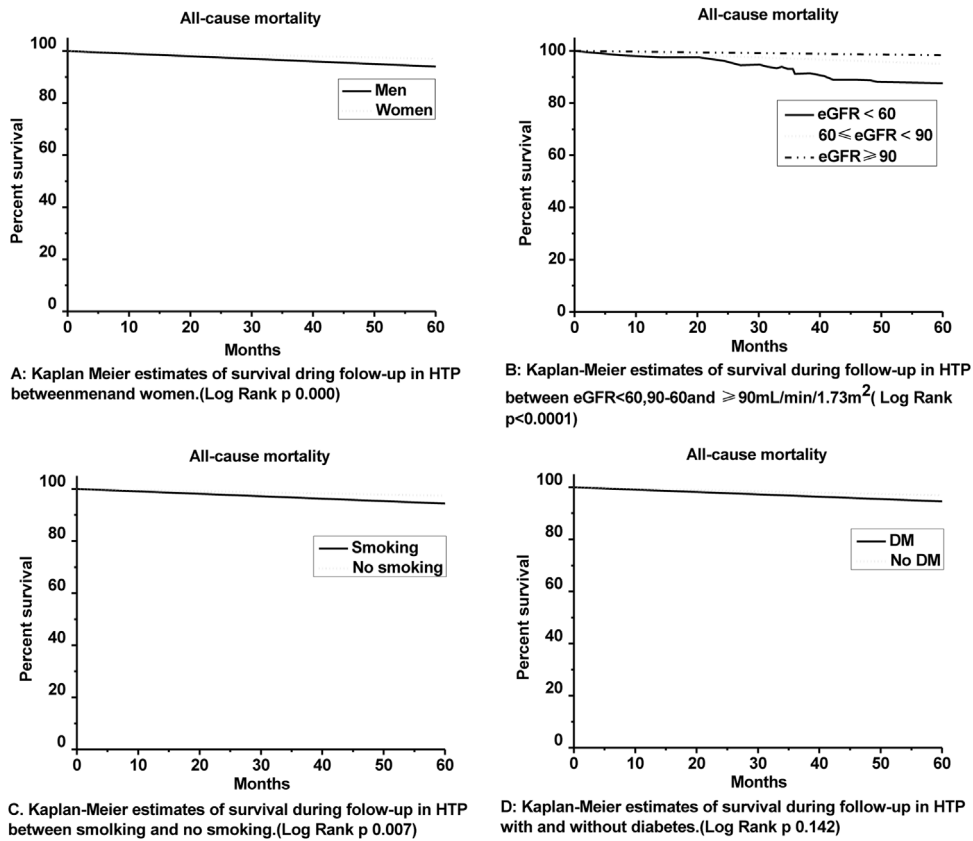 All-cause mortality
100
80
60
40
20
0
Percent survival
Men
Women
0 10 20 30 40 50 60
Months
A: Kaplan Meier estimates of survival dring folow-up in HTP
betweenmenand women.(Log Rank p 0.000)
All-cause mortality
100
80
60
40
20
0
Percent survival
eGFR < 60
60≤ eGFR < 90
eGFR≥90
0 10 20 30 40 50 60
Months
B: Kaplan-Meier estimates of survival during follow-up in HTP
between eGFR<60,90-60and ≥90mL/min/1.73m²( Log Rank
p<0.0001)
All-cause mortality
100
80
60
40
20
0
Percent survival
Smoking
No smoking
0 10 20 30 40 50 60
Months
C. Kaplan-Meier estimates of survival during folow-up in HTP
between smolking and no smoking.(Log Rank p 0.007)
All-cause mortality
100
80
60
40
20
0
Percent survival
DM
No DM
0 10 20 30 40 50 60
Months
D: Kaplan-Meier estimates of survival during follow-up in HTP
with and without diabetes.(Log Rank p 0.142)